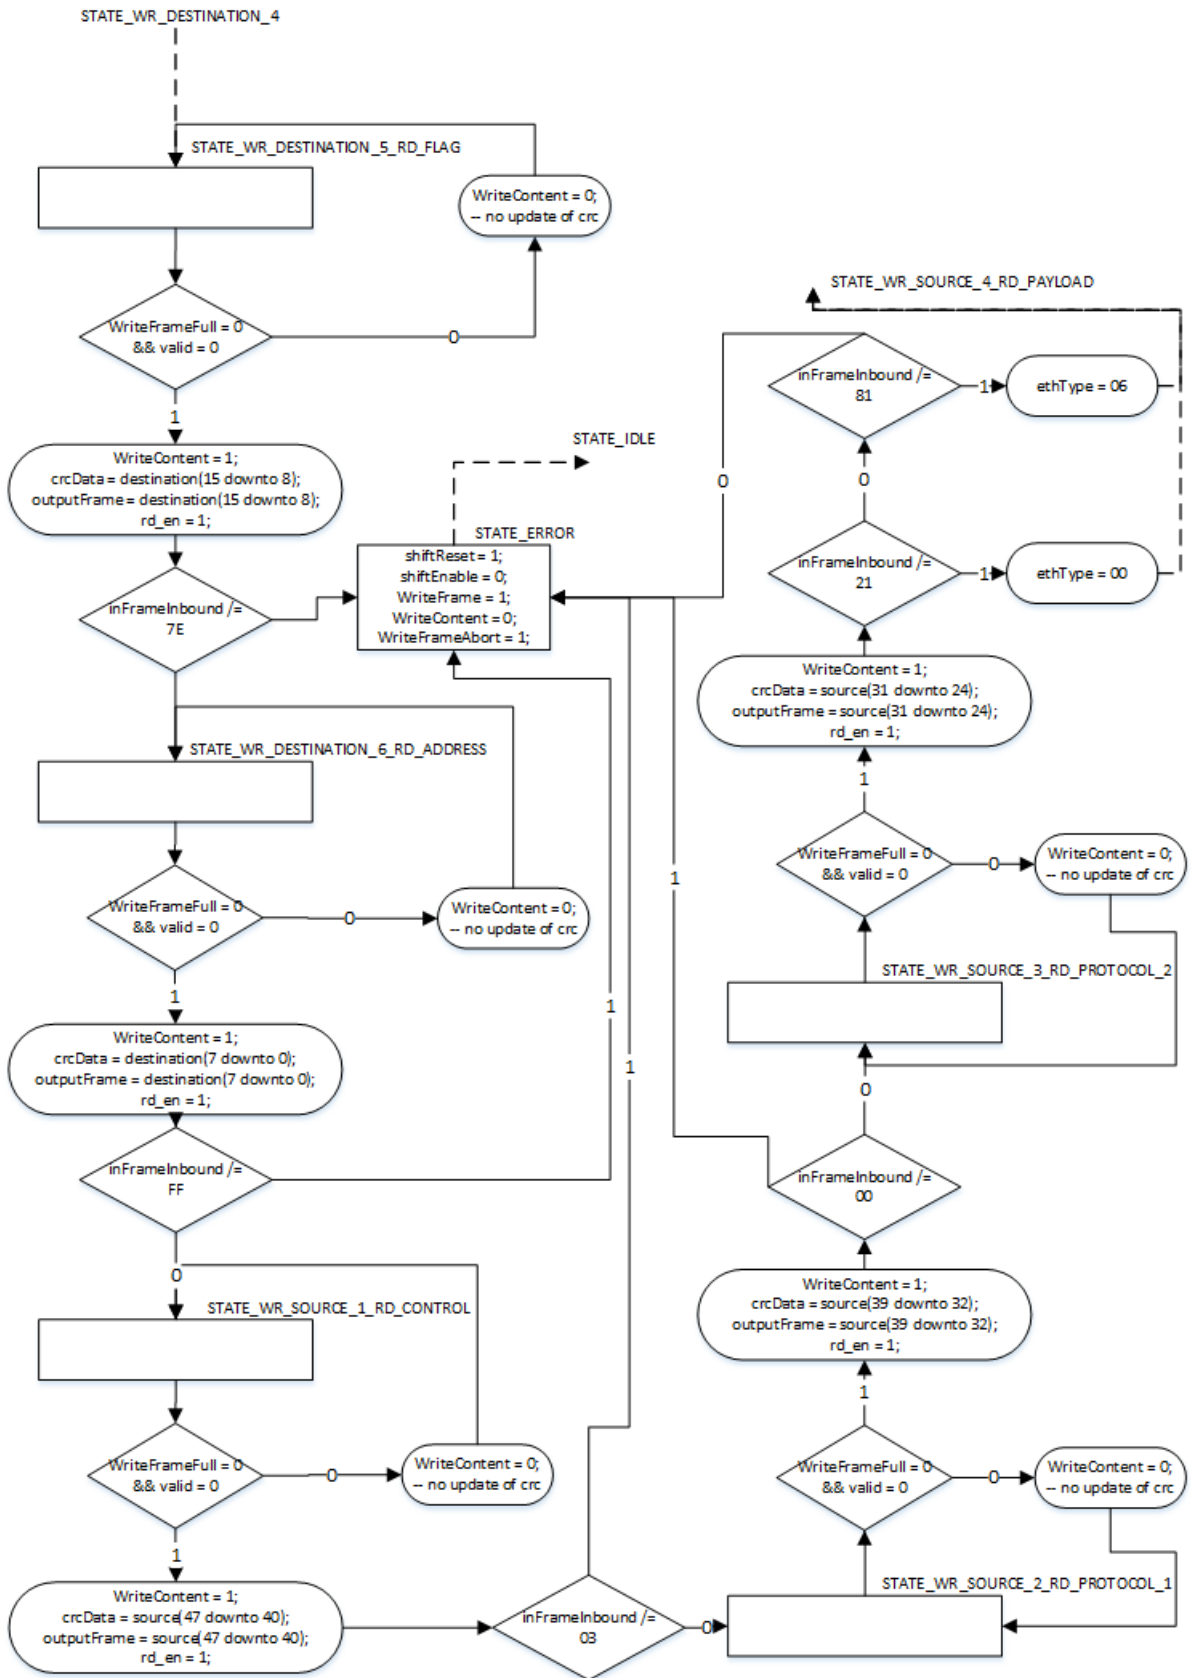 STATE_WR_DESTINATION_4
STATE_WR_DESTINATION_5_RD_FLAG
WriteContent = 0;
-- no update of crc
WriteFrameFull = 0
&& valid = 0
0
1
WriteContent = 1;
crcData = destination(15 downto 8);
outputFrame = destination(15 downto 8);
rd_en = 1;
inFrameInbound /=
7E
STATE_IDLE
STATE_ERROR
shiftReset = 1;
shiftEnable = 0;
WriteFrame = 1;
WriteContent = 0;
WriteFrameAbort = 1;
STATE_WR_DESTINATION_6_RD_ADDRESS
WriteFrameFull = 0
&& valid = 0
0
WriteContent = 0;
-- no update of crc
1
WriteContent = 1;
crcData = destination(7 downto 0);
outputFrame = destination(7 downto 0);
rd_en = 1;
inFrameInbound /=
FF
1
0
STATE_WR_SOURCE_1_RD_CONTROL
WriteFrameFull = 0
&& valid = 0
0
WriteContent = 0;
-- no update of crc
1
WriteContent = 1;
crcData = source(47 downto 40);
outputFrame = source(47 downto 40);
rd_en = 1;
inFrameInbound /=
03
1
0
STATE_WR_SOURCE_2_RD_PROTOCOL_1
WriteFrameFull = 0
&& valid = 0
0
WriteContent = 0;
-- no update of crc
1
WriteContent = 1;
crcData = source(39 downto 32);
outputFrame = source(39 downto 32);
rd_en = 1;
inFrameInbound /=
00
1
0
STATE_WR_SOURCE_3_RD_PROTOCOL_2
WriteFrameFull = 0
&& valid = 0
0
WriteContent = 0;
-- no update of crc
1
WriteContent = 1;
crcData = source(31 downto 24);
outputFrame = source(31 downto 24);
rd_en = 1;
inFrameInbound /=
21
1
ethType = 00
0
inFrameInbound /=
81
1
ethType = 06
0
STATE_WR_SOURCE_4_RD_PAYLOAD